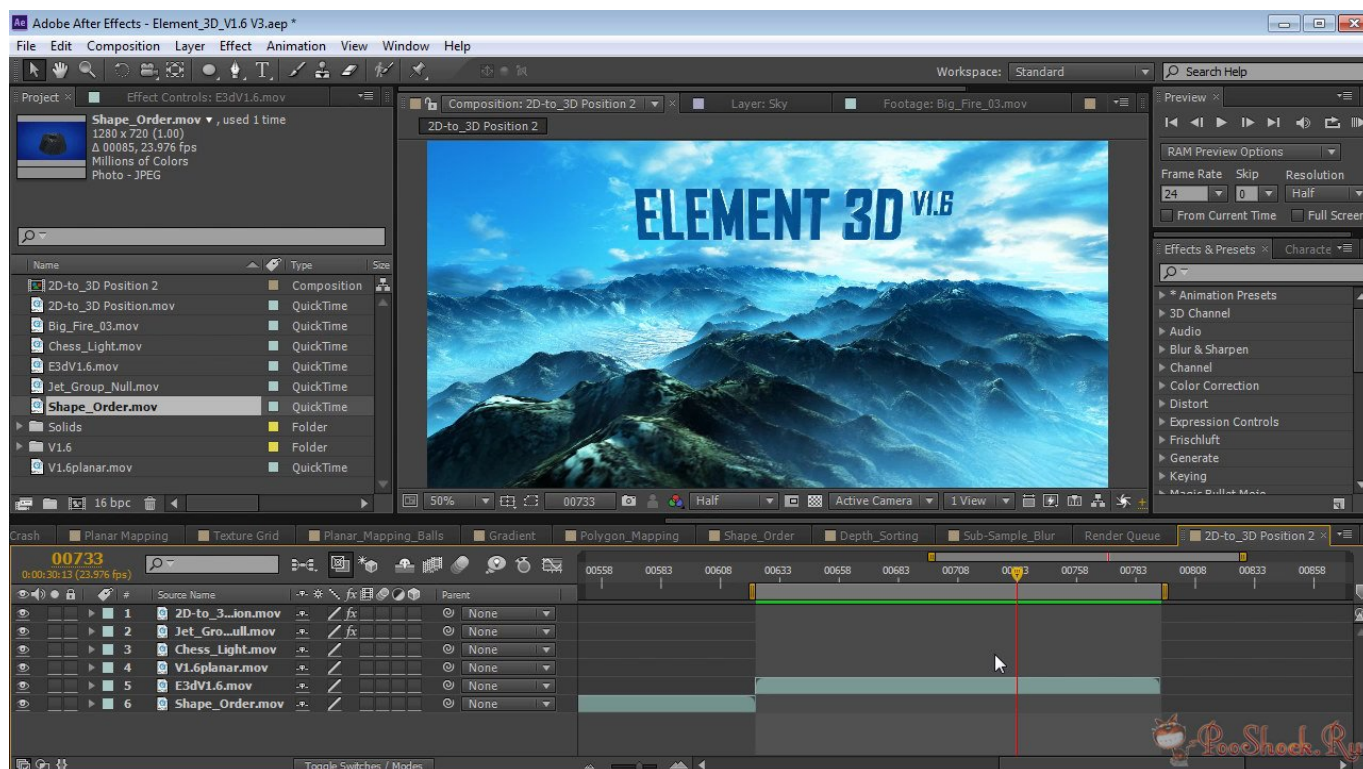 Ae Adobe After Effects - Element_3D_V1.6 V3.aep *
File Edit Composition Layer Effect Animation View Window Help
Workspace: Standard
Search Help
Project
Effect Controls: E3dV1.6.mov
Shape_Order.mov , used 1 time
1280 x 720 (1.00)
Δ 00085, 23.976 fps
Millions of Colors
Photo - JPEG
Name Type Size
2D-to_3D Position 2 Composition
2D-to_3D Position.mov QuickTime
Big_Fire_03.mov QuickTime
Chess_Light.mov QuickTime
E3dV1.6.mov QuickTime
Jet_Group_Null.mov QuickTime
Shape_Order.mov QuickTime
Solids Folder
V1.6 Folder
V1.6planar.mov QuickTime
16 bpc
Composition: 2D-to_3D Position 2
Layer: Sky
Footage: Big_Fire_03.mov
2D-to_3D Position 2
ELEMENT 3D V1.6
50% 00733 Half Active Camera 1 View
Preview
RAM Preview Options
Frame Rate Skip Resolution
24 0 Half
From Current Time Full Screen
Effects & Presets Characte
* Animation Presets
3D Channel
Audio
Blur & Sharpen
Channel
Color Correction
Distort
Expression Controls
Frischluft
Generate
Keying
Magic Bullet Mojo
Crash Planar Mapping Texture Grid Planar_Mapping_Balls Gradient Polygon_Mapping Shape_Order Depth_Sorting Sub-Sample_Blur Render Queue 2D-to_3D Position 2
00733
0:00:30:13 (23.976 fps)
00558 00583 00608 00633 00658 00683 00708 00758 00783 00808 00833 00858
# Source Name fx Parent
1 2D-to_3...ion.mov fx None
2 Jet_Gro...ull.mov fx None
3 Chess_Light.mov None
4 V1.6planar.mov None
5 E3dV1.6.mov None
6 Shape_Order.mov None
Toggle Switches / Modes
PooShock.Ru